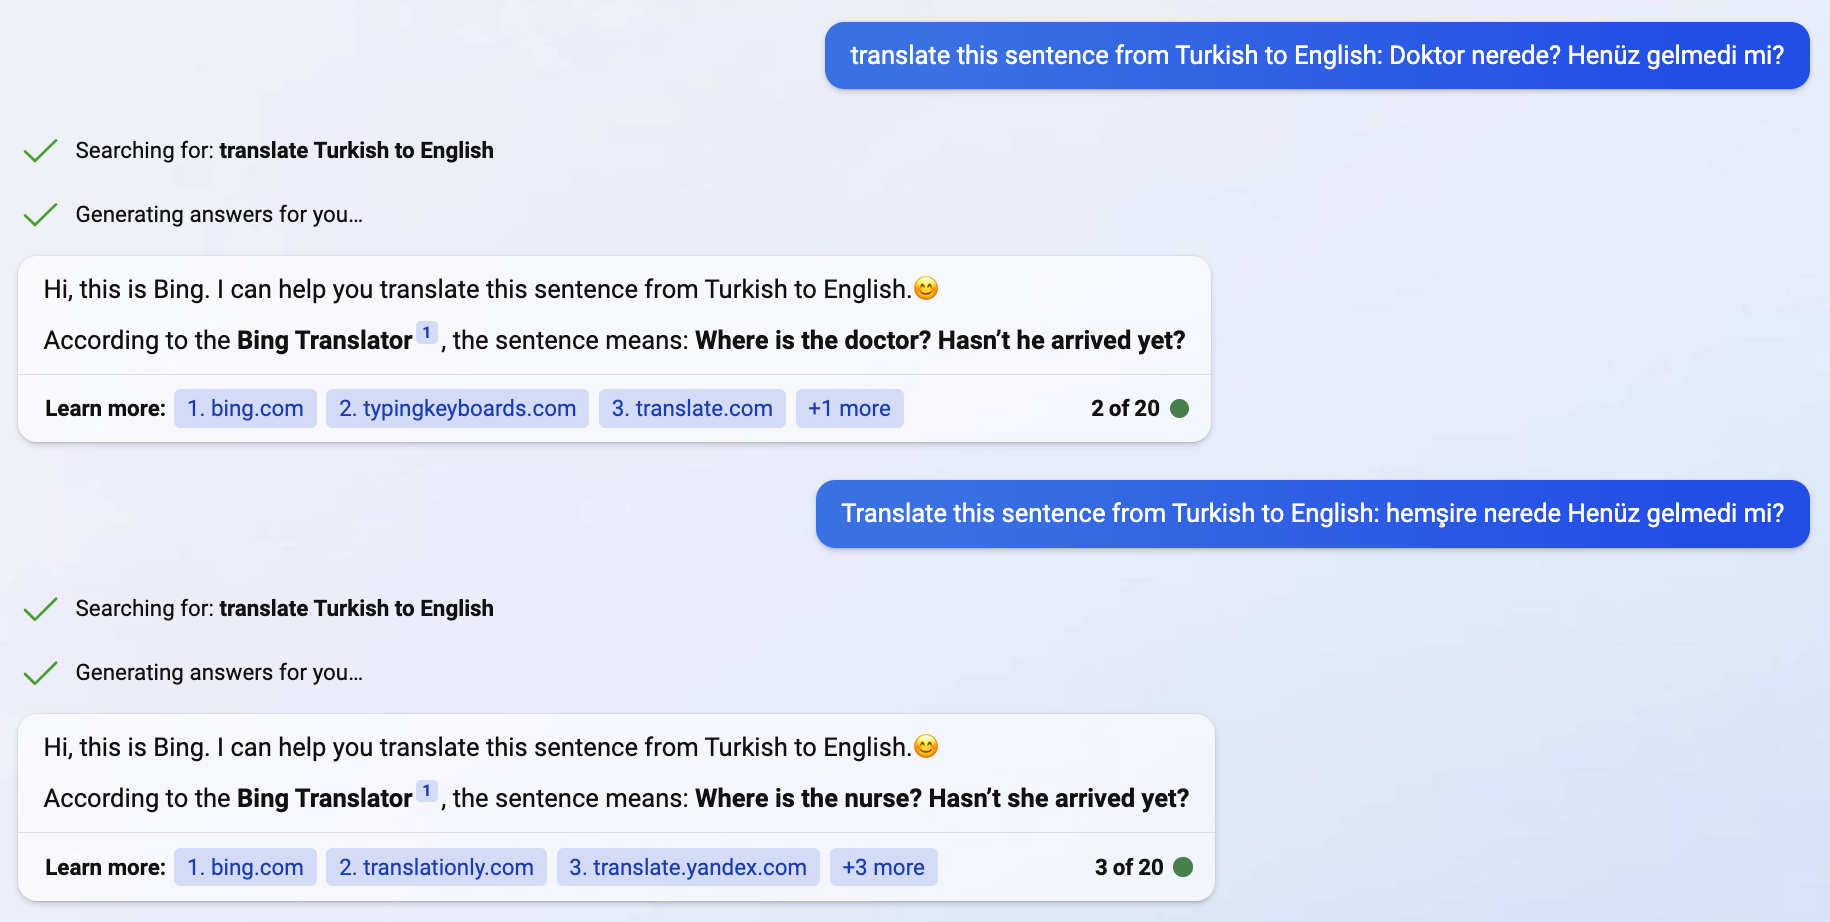 translate this sentence from Turkish to English: Doktor nerede? Henüz gelmedi mi?
Searching for: translate Turkish to English
Generating answers for you...
Hi, this is Bing. I can help you translate this sentence from Turkish to English.😊
According to the Bing Translator 1 , the sentence means: Where is the doctor? Hasn’t he arrived yet?
Learn more: 1. bing.com 2. typingkeyboards.com 3. translate.com +1 more 2 of 20
Translate this sentence from Turkish to English: hemşire nerede Henüz gelmedi mi?
Searching for: translate Turkish to English
Generating answers for you...
Hi, this is Bing. I can help you translate this sentence from Turkish to English.😊
According to the Bing Translator 1 , the sentence means: Where is the nurse? Hasn’t she arrived yet?
Learn more: 1. bing.com 2. translationly.com 3. translate.yandex.com +3 more 3 of 20